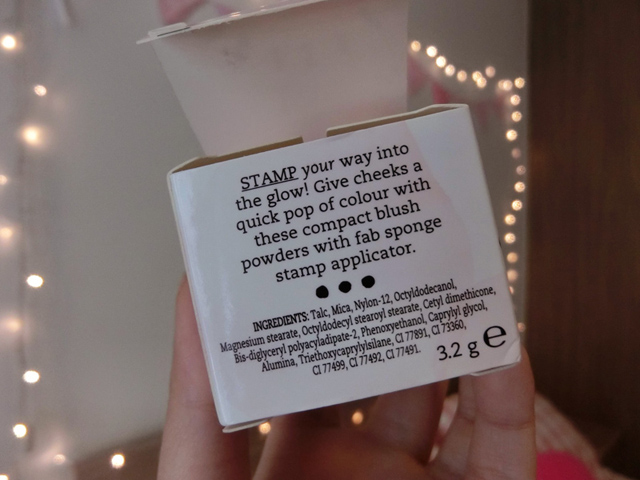 STAMP your way into
the glow! Give cheeks a
quick pop of colour with
these compact blush
powders with fab sponge
stamp applicator.
INGREDIENTS: Talc, Mica, Nylon-12, Octyldodecanol,
Magnesium stearate, Octyldodecyl stearoyl stearate, Cetyl dimethicone,
Bis-diglyceryl polyacyladipate-2, Phenoxyethanol, Caprylyl glycol,
Alumina, Triethoxycaprylylsilane, CI 77891, CI 73360,
CI 77499, CI 77492, CI 77491.
3.2 g e